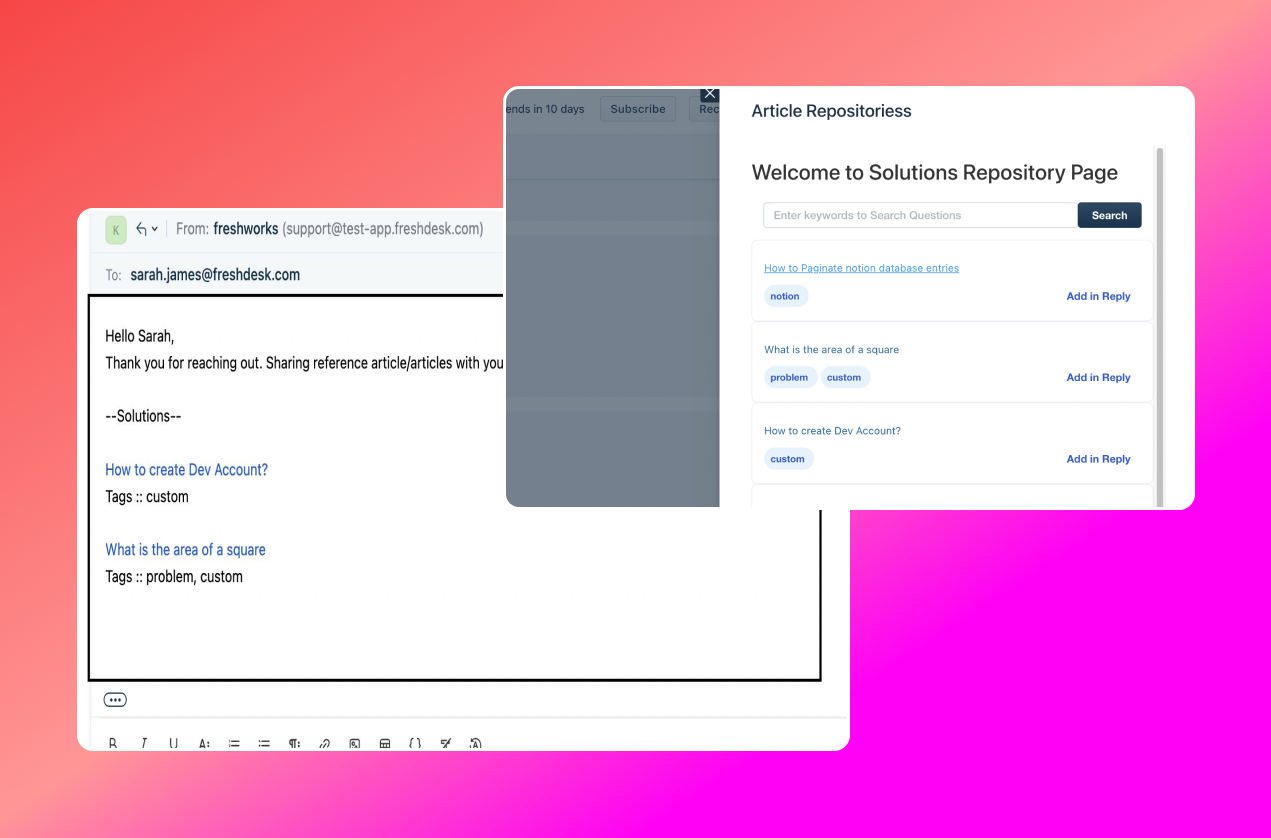 ends in 10 days Subscribe Rec
Article Repositoriess
Welcome to Solutions Repository Page
Enter keywords to Search Questions Search
How to Paginate notion database entries
notion Add in Reply
What is the area of a square
problem custom Add in Reply
How to create Dev Account?
custom Add in Reply
K From: freshworks (support@test-app.freshdesk.com)
To: sarah.james@freshdesk.com
Hello Sarah,
Thank you for reaching out. Sharing reference article/articles with you
--Solutions--
How to create Dev Account?
Tags :: custom
What is the area of a square
Tags :: problem, custom